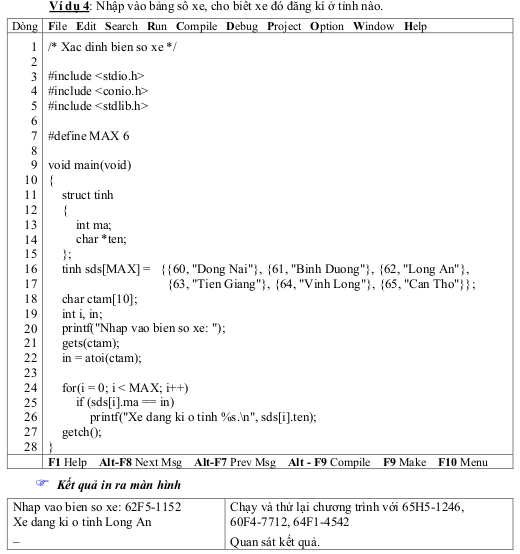 Ví dụ 4: Nhập vào bảng số xe, cho biết xe đó đăng kí ở tỉnh nào.
Dòng File Edit Search Run Compile Debug Project Option Window Help
1 /* Xac dinh bien so xe */
2
3 #include <stdio.h>
4 #include <conio.h>
5 #include <stdlib.h>
6
7 #define MAX 6
8
9 void main(void)
10 {
11 struct tinh
12 {
13 int ma;
14 char *ten;
15 };
16 tinh sds[MAX] = {{60, "Dong Nai"}, {61, "Binh Duong"}, {62, "Long An"},
17 {63, "Tien Giang"}, {64, "Vinh Long"}, {65, "Can Tho"}};
18 char ctam[10];
19 int i, in;
20 printf("Nhap vao bien so xe: ");
21 gets(ctam);
22 in = atoi(ctam);
23
24 for(i = 0; i < MAX; i++)
25 if (sds[i].ma == in)
26 printf("Xe dang ki o tinh %s.\n", sds[i].ten);
27 getch();
28 }
F1 Help Alt-F8 Next Msg Alt-F7 Prev Msg Alt - F9 Compile F9 Make F10 Menu
☞ Kết quả in ra màn hình
Nhap vao bien so xe: 62F5-1152
Xe dang ki o tinh Long An
_
Chạy và thử lại chương trình với 65H5-1246,
60F4-7712, 64F1-4542
Quan sát kết quả.